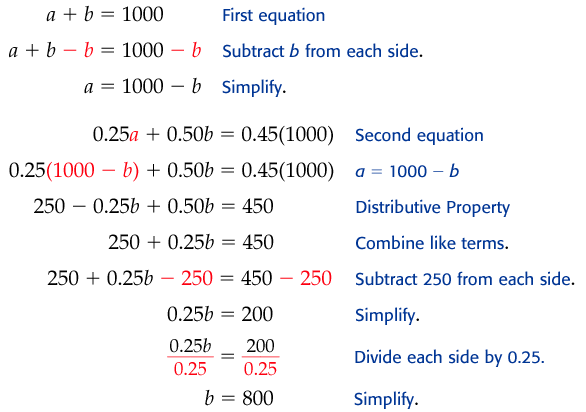 a + b = 1000 First equation
a + b − b = 1000 − b Subtract b from each side.
a = 1000 − b Simplify.
0.25a + 0.50b = 0.45(1000) Second equation
0.25(1000 − b) + 0.50b = 0.45(1000) a = 1000 − b
250 − 0.25b + 0.50b = 450 Distributive Property
250 + 0.25b = 450 Combine like terms.
250 + 0.25b − 250 = 450 − 250 Subtract 250 from each side.
0.25b = 200 Simplify.
0.25b/0.25 = 200/0.25 Divide each side by 0.25.
b = 800 Simplify.